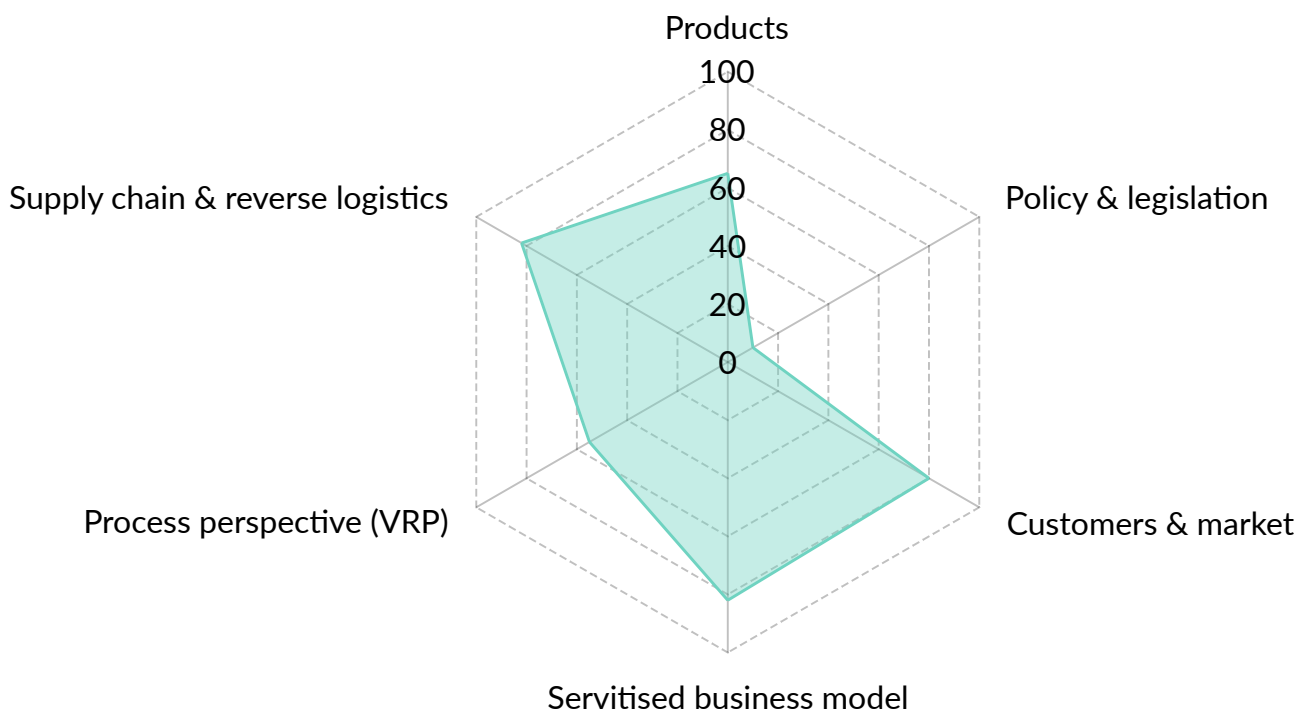 Products
100
80
60
40
20
0
Supply chain & reverse logistics
Policy & legislation
Process perspective (VRP)
Customers & market
Servitised business model